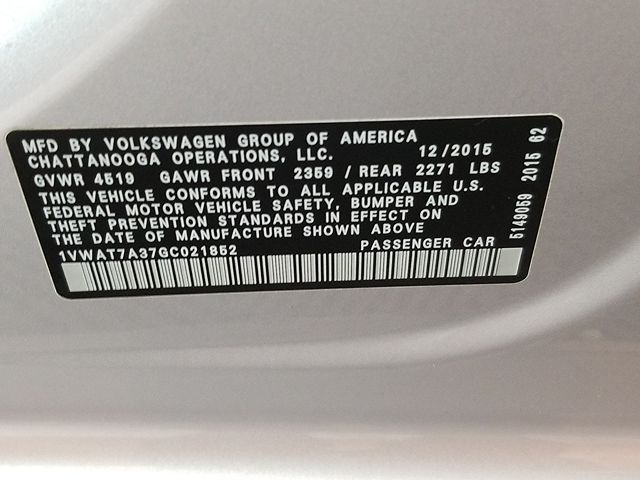 MFD BY VOLKSWAGEN GROUP OF AMERICA
CHATTANOOGA OPERATIONS, LLC. 12/2015
GVWR 4519 GAWR FRONT 2359 / REAR 2271 LBS
THIS VEHICLE CONFORMS TO ALL APPLICABLE U.S.
FEDERAL MOTOR VEHICLE SAFETY, BUMPER AND
THEFT PREVENTION STANDARDS IN EFFECT ON
THE DATE OF MANUFACTURE SHOWN ABOVE
1VWAT7A37GC021852 PASSENGER CAR
5149059 2015 62